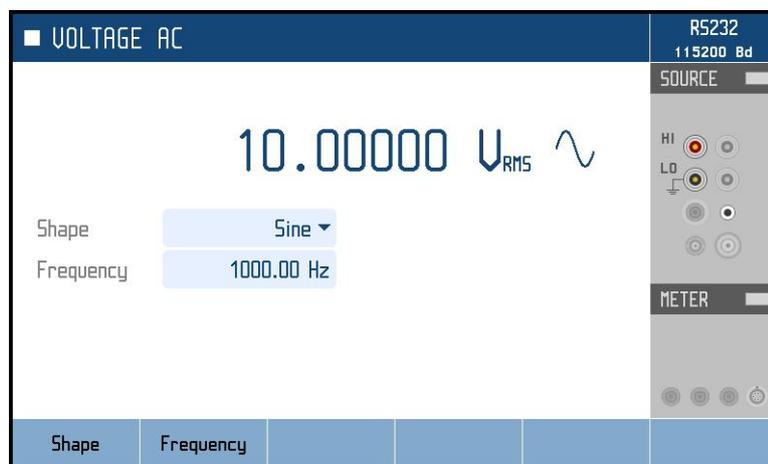 VOLTAGE AC
RS232
115200 Bd
SOURCE
10.00000 VRMS
HI
LO
Shape Sine
Frequency 1000.00 Hz
METER
Shape Frequency